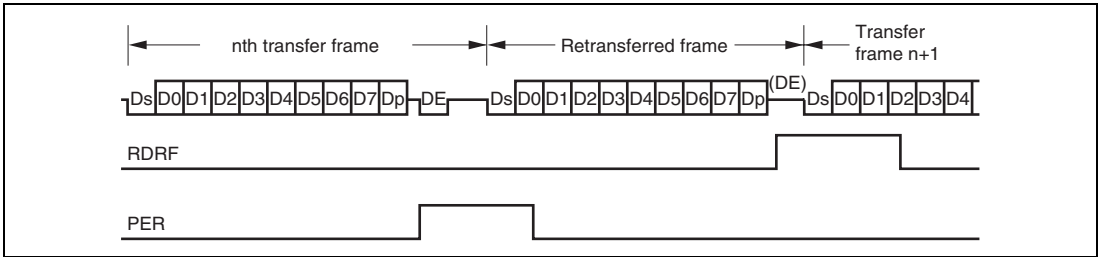 nth transfer frame
Retransferred frame
Transfer
frame n+1
Ds D0 D1 D2 D3 D4 D5 D6 D7 Dp DE Ds D0 D1 D2 D3 D4 D5 D6 D7 Dp (DE) Ds D0 D1 D2 D3 D4
RDRF
PER